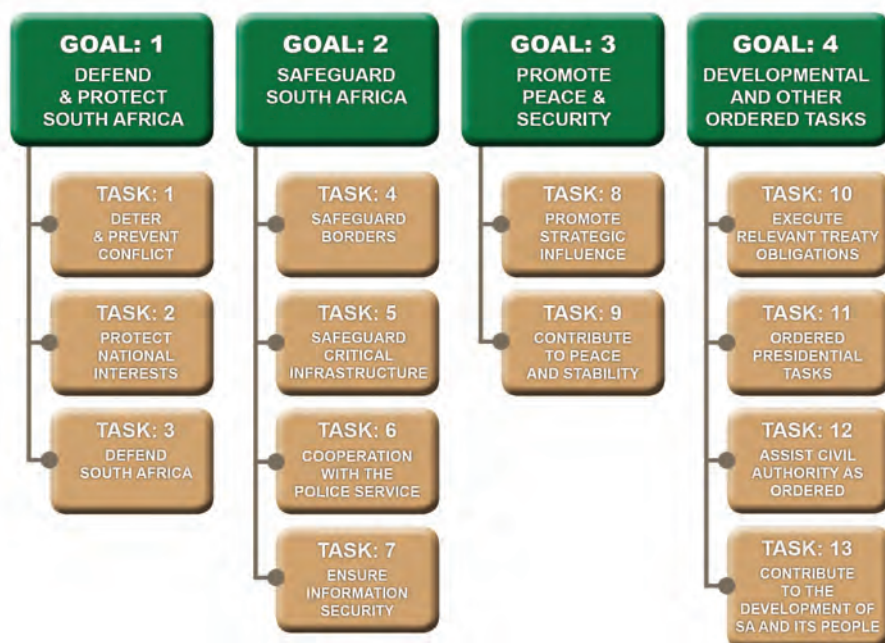 GOAL: 1
DEFEND
& PROTECT
SOUTH AFRICA
TASK: 1
DETER
& PREVENT
CONFLICT
TASK: 2
PROTECT
NATIONAL
INTERESTS
TASK: 3
DEFEND
SOUTH AFRICA
GOAL: 2
SAFEGUARD
SOUTH AFRICA
TASK: 4
SAFEGUARD
BORDERS
TASK: 5
SAFEGUARD
CRITICAL
INFRASTRUCTURE
TASK: 6
COOPERATION
WITH THE
POLICE SERVICE
TASK: 7
ENSURE
INFORMATION
SECURITY
GOAL: 3
PROMOTE
PEACE &
SECURITY
TASK: 8
PROMOTE
STRATEGIC
INFLUENCE
TASK: 9
CONTRIBUTE
TO PEACE
AND STABILITY
GOAL: 4
DEVELOPMENTAL
AND OTHER
ORDERED TASKS
TASK: 10
EXECUTE
RELEVANT TREATY
OBLIGATIONS
TASK: 11
ORDERED
PRESIDENTIAL
TASKS
TASK: 12
ASSIST CIVIL
AUTHORITY AS
ORDERED
TASK: 13
CONTRIBUTE
TO THE
DEVELOPMENT OF
SA AND ITS PEOPLE